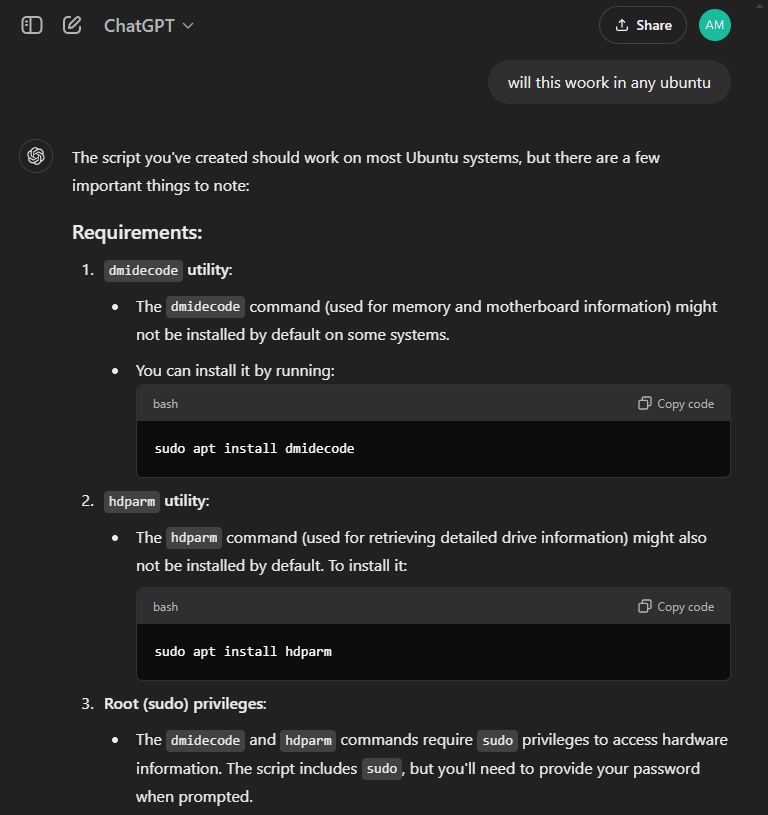 ChatGPT
Share
AM
will this woork in any ubuntu
The script you've created should work on most Ubuntu systems, but there are a few
important things to note:
Requirements:
1. dmidecode utility:
• The dmidecode command (used for memory and motherboard information) might
not be installed by default on some systems.
• You can install it by running:
bash
Copy code
sudo apt install dmidecode
2. hdparm utility:
• The hdparm command (used for retrieving detailed drive information) might also
not be installed by default. To install it:
bash
Copy code
sudo apt install hdparm
3. Root (sudo) privileges:
• The dmidecode and hdparm commands require sudo privileges to access hardware
information. The script includes sudo, but you'll need to provide your password
when prompted.